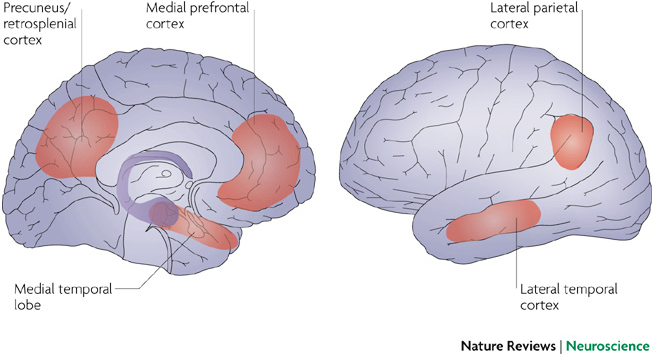 Precuneus/
retrosplenial
cortex
Medial prefrontal
cortex
Lateral parietal
cortex
Medial temporal
lobe
Lateral temporal
cortex
Nature Reviews | Neuroscience